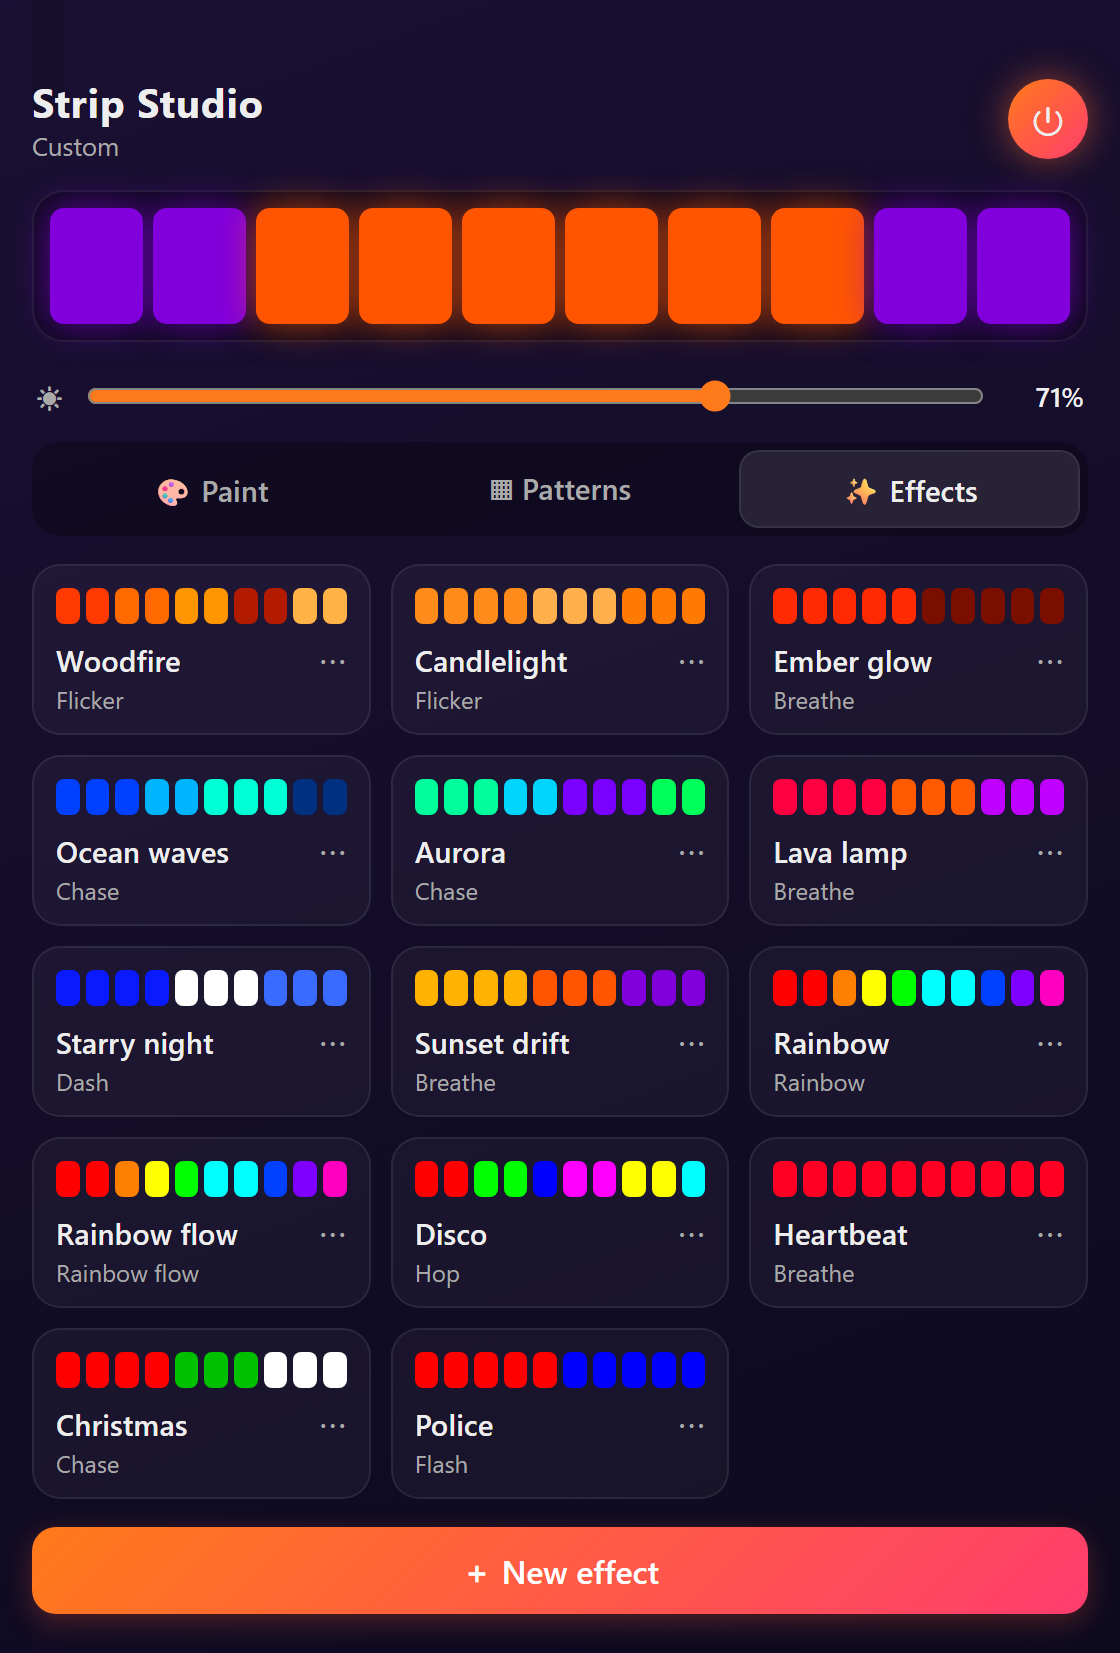 Strip Studio
Custom
71%
Paint
Patterns
Effects
Woodfire ...
Flicker
Candlelight ...
Flicker
Ember glow ...
Breathe
Ocean waves ...
Chase
Aurora ...
Chase
Lava lamp ...
Breathe
Starry night ...
Dash
Sunset drift ...
Breathe
Rainbow ...
Rainbow
Rainbow flow ...
Rainbow flow
Disco ...
Hop
Heartbeat ...
Breathe
Christmas ...
Chase
Police ...
Flash
+ New effect